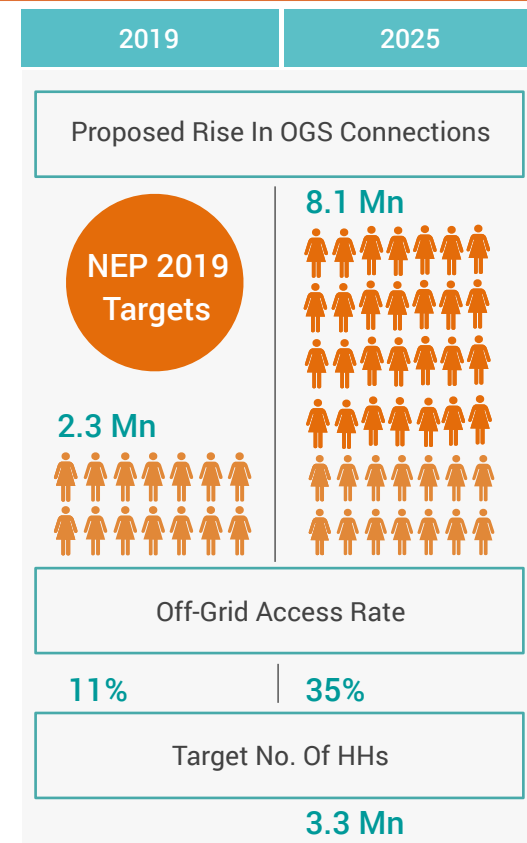 2019 2025
Proposed Rise In OGS Connections
8.1 Mn
NEP 2019
Targets
2.3 Mn
Off-Grid Access Rate
11% 35%
Target No. Of HHs
3.3 Mn